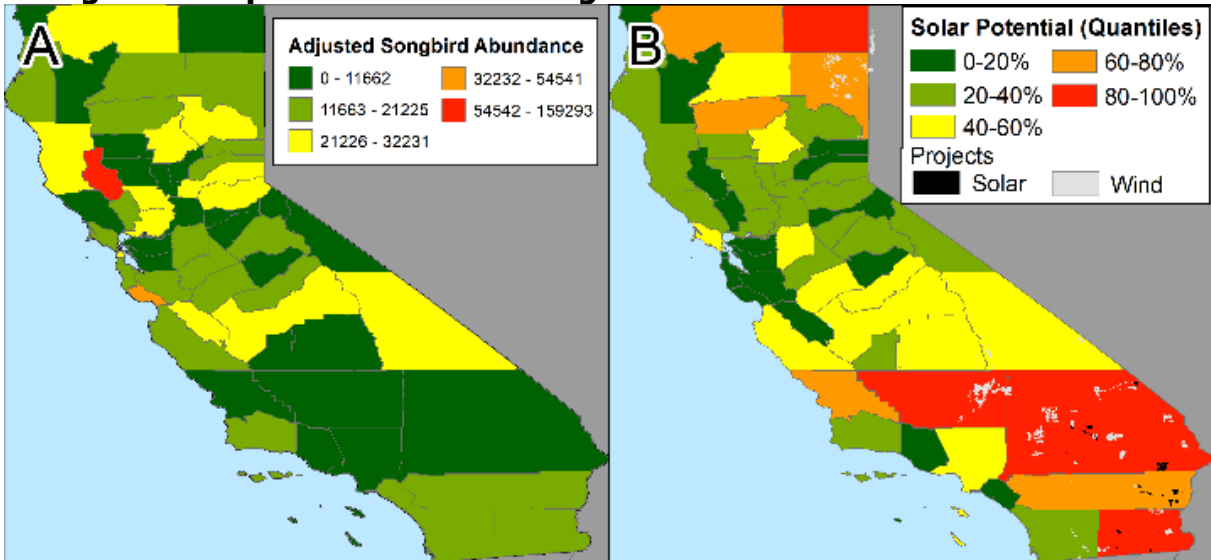 A
Adjusted Songbird Abundance
0 - 11662
32232 - 54541
11663 - 21225
54542 - 159293
21226 - 32231
B
Solar Potential (Quantiles)
0-20%
60-80%
20-40%
80-100%
40-60%
Projects
Solar
Wind